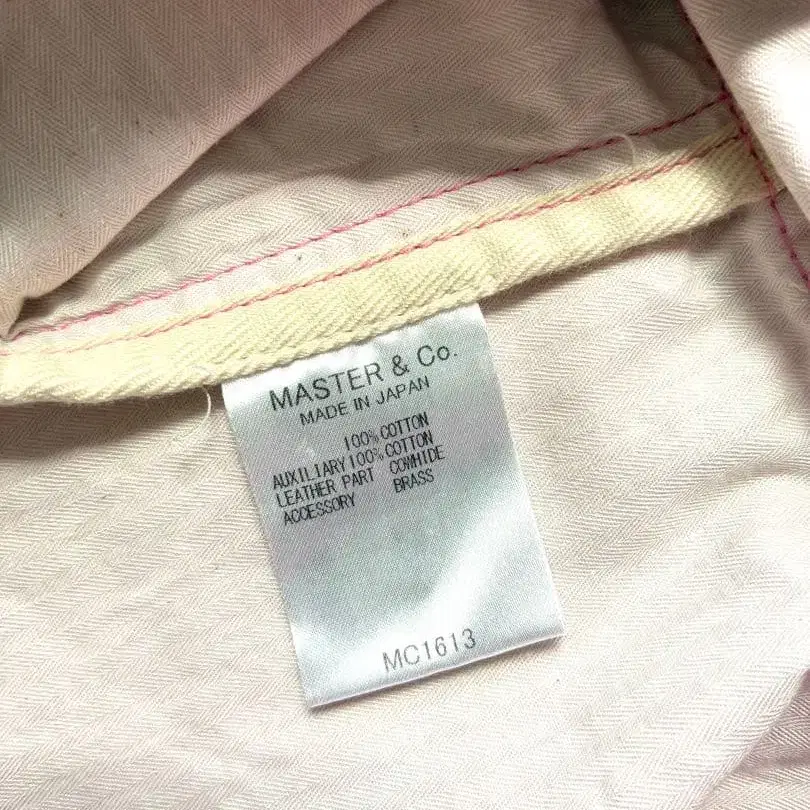 MASTER & Co.
MADE IN JAPAN
100% COTTON
AUXILIARY 100% COTTON
LEATHER PART COWHIDE
ACCESSORY BRASS
MC1613